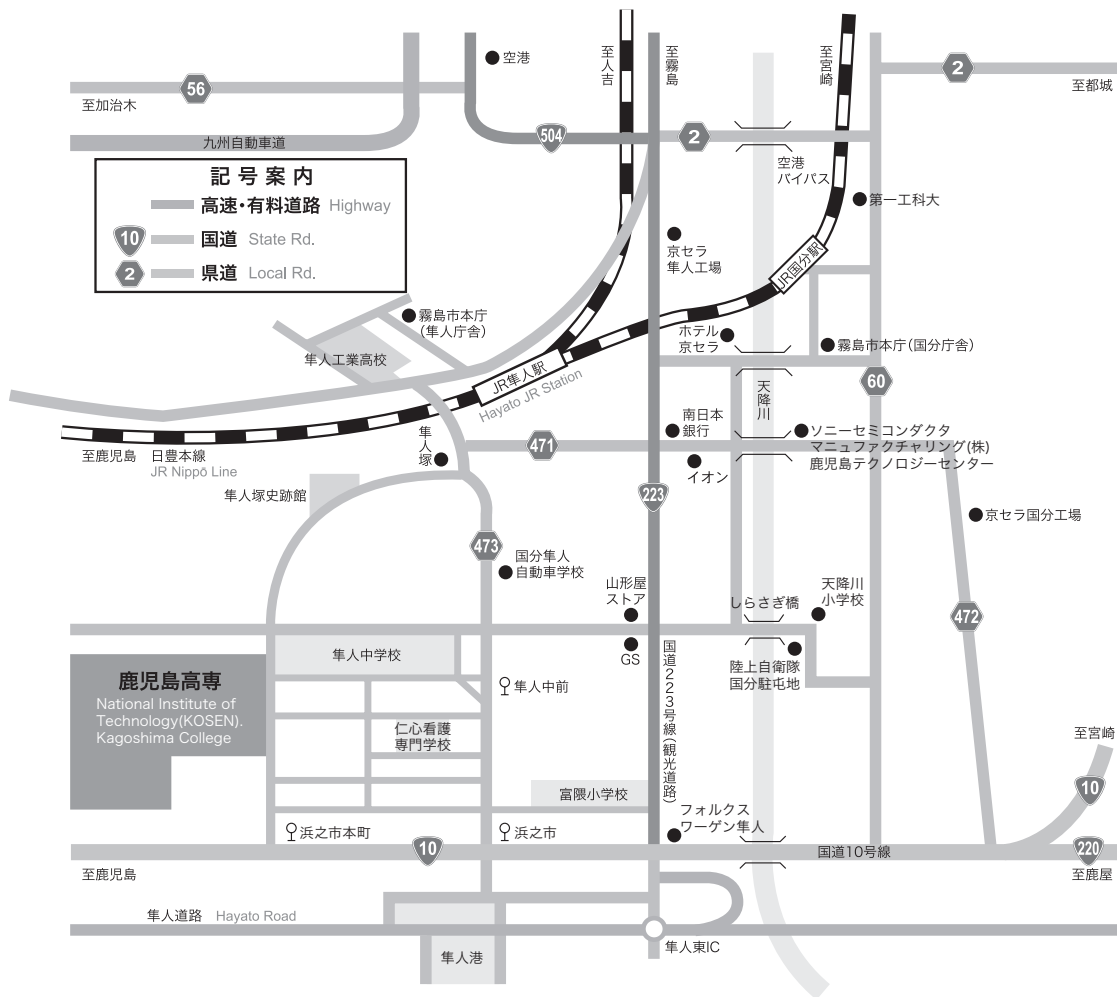 空港
至人吉
至霧島
至宮崎
2
至都城
56
至加治木
九州自動車道
504
2
空港
バイパス
記号案内
高速・有料道路 Highway
10 国道 State Rd.
2 県道 Local Rd.
第一工科大
京セラ
隼人工場
JR国分駅
霧島市本庁
(隼人庁舎)
隼人工業高校
ホテル
京セラ
霧島市本庁(国分庁舎)
JR隼人駅
Hayato JR Station
天降川
60
至鹿児島
日豊本線
JR Nippō Line
隼人塚
471
南日本
銀行
イオン
ソニーセミコンダクタ
マニュファクチャリング(株)
鹿児島テクノロジーセンター
隼人塚史跡館
223
京セラ国分工場
473
国分隼人
自動車学校
山形屋
ストア
しらさぎ橋
天降川
小学校
472
隼人中学校
GS
陸上自衛隊
国分駐屯地
鹿児島高専
National Institute of
Technology(KOSEN).
Kagoshima College
隼人中前
国道223号線(観光道路)
仁心看護
専門学校
至宮崎
10
富隈小学校
フォルクス
ワーゲン隼人
浜之市本町
浜之市
10
国道10号線
220
至鹿児島
至鹿屋
隼人道路 Hayato Road
隼人港
隼人東IC